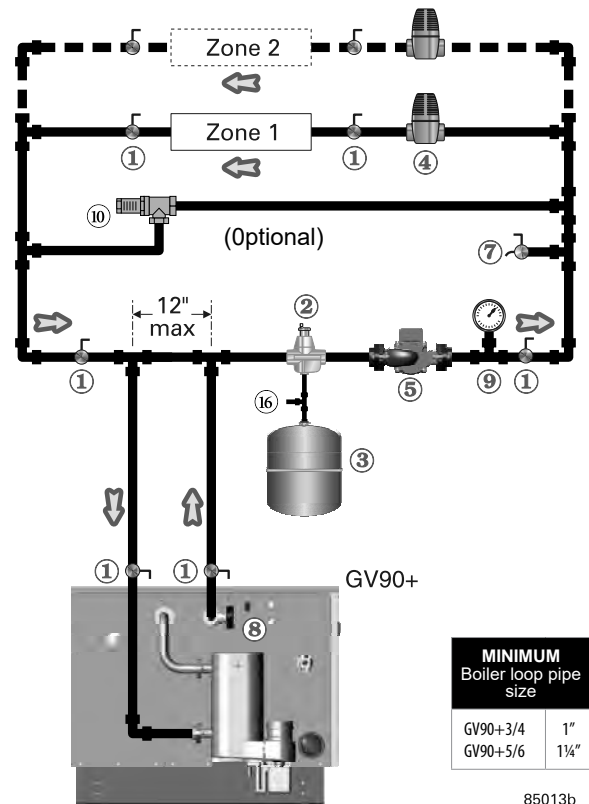 Zone 2
Zone 1
① ① ④
⑩
(0ptional)
⑦
12"
max
②
① ⑤ ⑨ ①
⑯
③
① ①
GV90+
⑧
MINIMUM
Boiler loop pipe
size
GV90+3/4 1"
GV90+5/6 1¼"
85013b